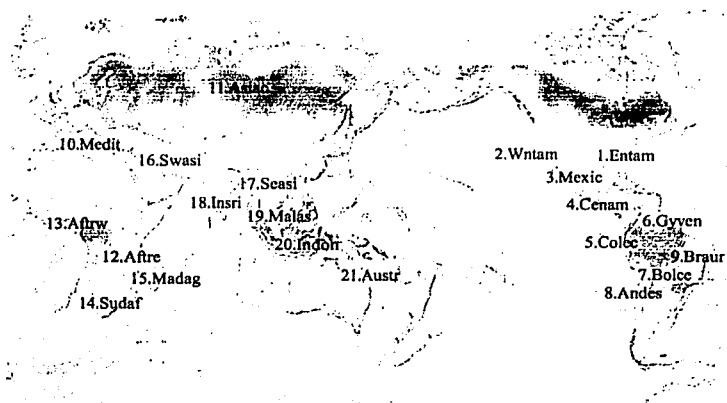 11.Asian
10.Medit
16.Swasi
2.Wntam
1.Entam
3.Mexic
17.Seasi
18.Insri
4.Cenam
19.Malas
6.Gyven
13.Aftrw
20.Indon
5.Colec
12.Aftre
9.Braur
15.Madag
21.Austr
7.Bolce
14.Sudaf
8.Andes